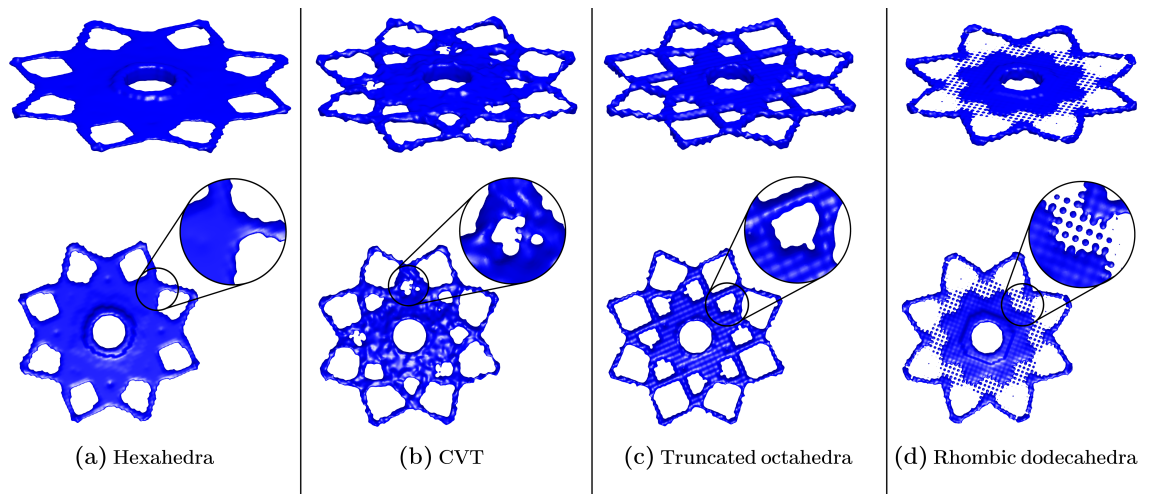 (a) Hexahedra
(b) CVT
(c) Truncated octahedra
(d) Rhombic dodecahedra